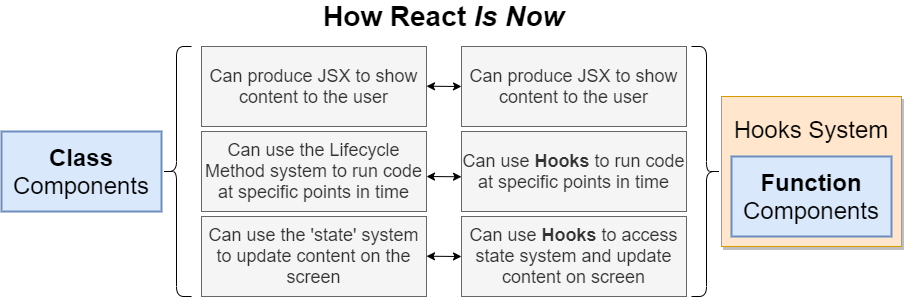 How React Is Now
Class
Components
Can produce JSX to show
content to the user
Can use the Lifecycle
Method system to run code
at specific points in time
Can use the 'state' system
to update content on the
screen
Can produce JSX to show
content to the user
Can use Hooks to run code
at specific points in time
Can use Hooks to access
state system and update
content on screen
Hooks System
Function
Components